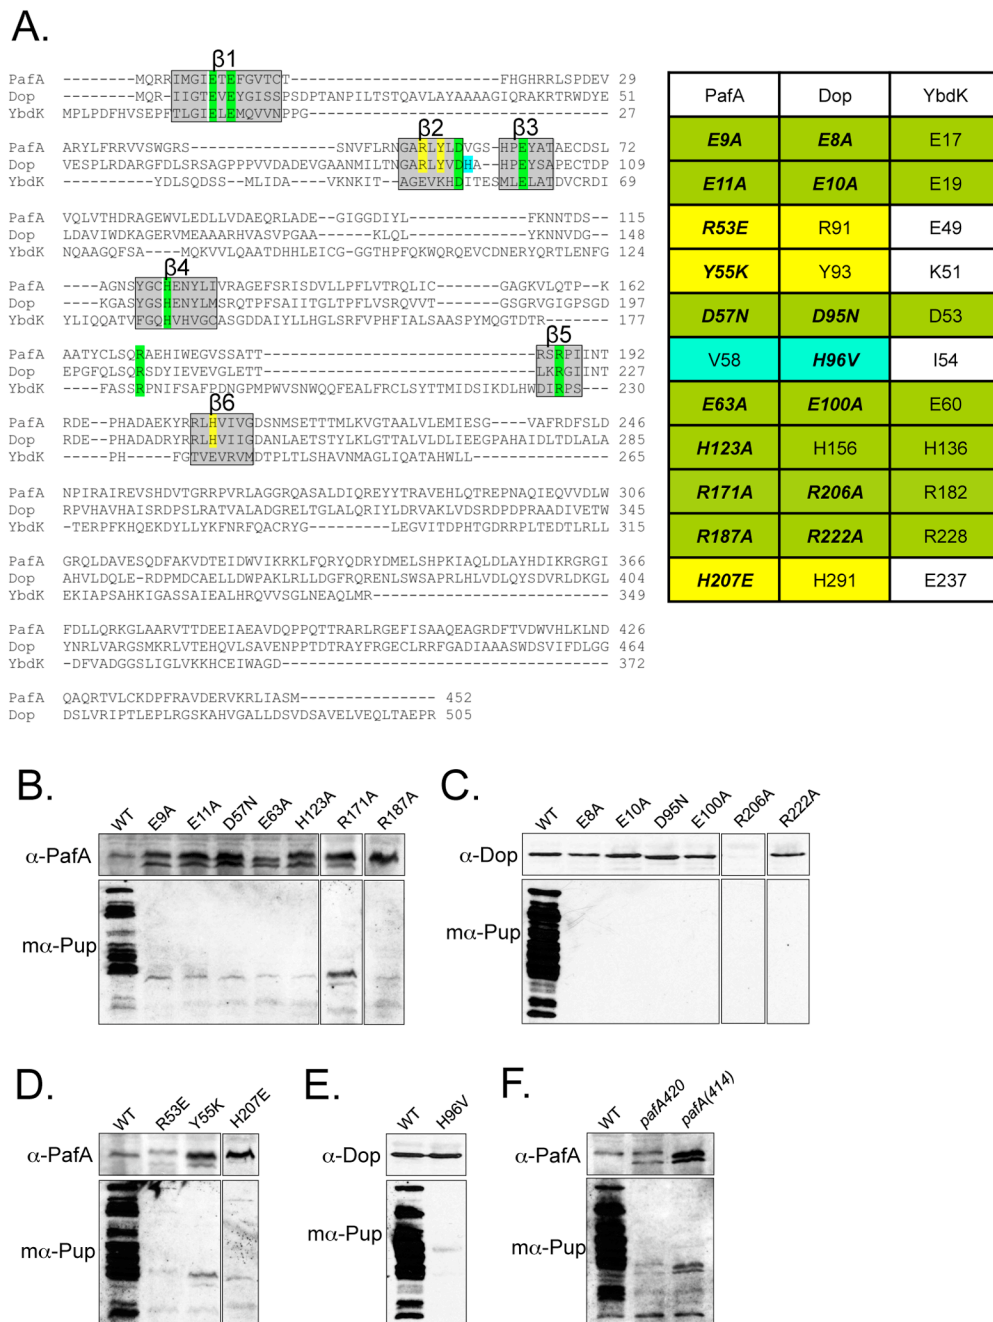 A.
β1
PafA --------MQRRIMGIETEFGVTCT------------------------FHGHRRLSPDEV 29
Dop --------MQR-IIGTEVEYGISSPSDPTANPILTSTQAVLAYAAAAGIQRAKRTRWDYE 51
YbdK MPLPDFHVSEPFTLGIELEMQVVNPPG--------------------------------- 27
β2 β3
PafA ARYLFRRVVSWGRS----------------SNVFLRNGARLYLDVGS--HPEYATAECDSL 72
Dop VESPLRDARGFDLSRSAGPPPVVDADEVGAANMILTNGARLYVDHA--HPEYSAPECTDP 109
YbdK ------YDLSQDSS----MLIDA----VKNKIT----AGEVKHDITESMLELATDVCRDI 69
PafA VQLVTHDRAGEWVLEDLLVDAEQRLADE-GIGGDIYL-----------FKNNTDS--- 115
Dop LDAVIWDKAGERVMEAAARHVASVPGAA----KLQL------------YKNNVDG--- 148
YbdK NQAAGQFSA----MQKVVLQAATDHHLEICG-GGTHPFQKWQRQEVCDNERYQRTLENFG 124
β4
PafA ----AGNSYGCHENYLIVRAGEFSRISDVLLPFLVTRQLIC------GAGKVLQTP---K 162
Dop ----KGASYGSHENYLMSRQTPFSAIITGLTPFLVSRQVVT------GSGRVGIGPSGD 203
YbdK YLIQQATVFGQHVHVGCASGDDAIYLLHGLSRFVPHFIALSAASPYMQGTDTR------ 177
β5
PafA AATYCLSQRAEHIWEGVSSATT------------------------------RSRPIINT 192
Dop EPGFQLSQRSDYIEVEVGLETT------------------------------LKRGIINT 227
YbdK ----FASSRPNIFSAFPDNGPMPWVSNWQQFEALFRCLSYTTMIDSIKDLHWDIRPS--- 230
β6
PafA RDE--PHADAEKYRRLHVIVGDSNMSETTTMLKVGTAALVLEMIESG----VAFRDFSLD 246
Dop RDE--PHADAARYRRLHVIIGDANLAETSTYLKLGTTALVLDLIEEGPAHAIDLTDLALA 285
YbdK ------PH----FGTVEVRVMDTPLTLSHAVNMAGLIQATAHWLL--------------- 265
PafA NPIRAIREVSHDVTGRRPVRLAGGRQASALDIQREYYTRAVEHLQTREPNAQIEQVVDLW 306
Dop RPVHAVHAISRDPSLRATVALADGRELTGLALQRIYLDRVAKLVDSRDPDPRAADIVETW 345
YbdK -TERPFKHQEKDYLLYKFNRFQACRYG---------LEGVITDPHTGDRRPLTEDTLRLL 315
PafA GRQLDAVESQDFAKVDTEIDWVIKRKLFQRYQDRYDMELSHPKIAQLDLAYHDIKRGRGI 366
Dop AHVLDQLE-RDPMDCAELLDWPAKLRLLDGFRQRENLSWSAPRLHLVDLQYSDVRLDKGL 404
YbdK EKIAPSAHKIGASSAIEALHRQVVSGLNEAQLMR-------------------------- 349
PafA FDLLQRKGLAARVTTDEEIAEAVDQPPQTTRARLRGEFISAAQEAGRDFTVDWVHLKLND 426
Dop YNRLVARGSMKRLVTEHQVLSAVENPPTDTRAYFRGECLRRFGADIAAASWDSVIFDLGG 464
YbdK -DFVADGGSLIGLVKKHCEIWAGD------------------------------------ 372
PafA QAQRTVLCKDPFRAVDERVKRLIASM--------------- 452
Dop DSLVRIPTLEPLRGSKAHVGALLDSVDSAVELVEQLTAEPR 505
PafA Dop YbdK
E9A E8A E17
E11A E10A E19
R53E R91 E49
Y55K Y93 K51
D57N D95N D53
V58 H96V I54
E63A E100A E60
H123A H156 H136
R171A R206A R182
R187A R222A R228
H207E H291 E237
B.
WT E9A E11A D57N E63A H123A R171A R187A
α-PafA
mα-Pup
C.
WT E8A E10A D95N E100A R206A R222A
α-Dop
mα-Pup
D.
WT R53E Y55K H207E
α-PafA
mα-Pup
E.
WT H96V
α-Dop
mα-Pup
F.
WT pafA420 pafA(414)
α-PafA
mα-Pup